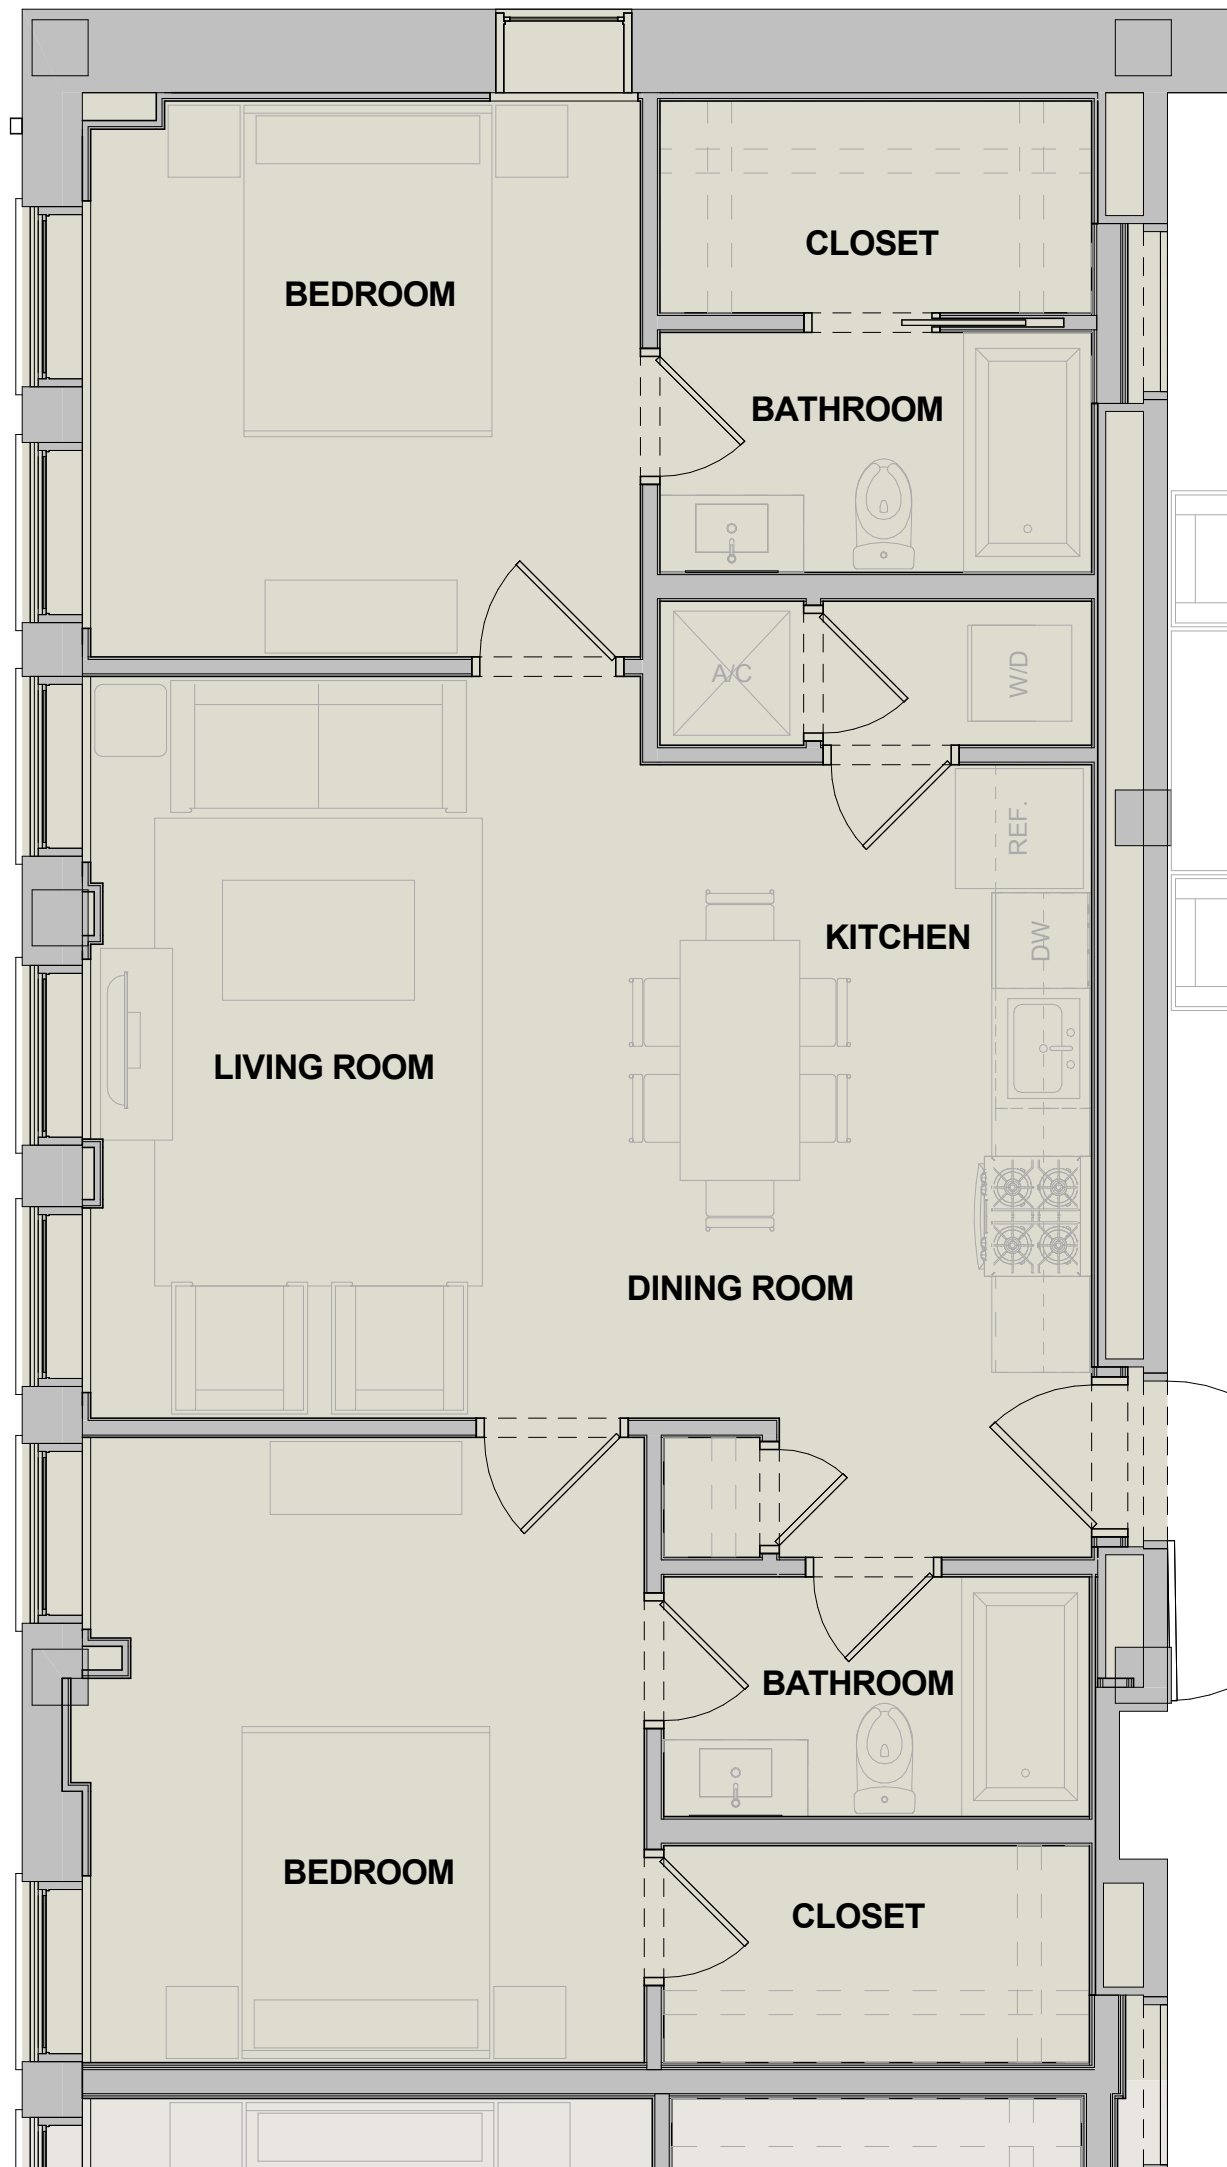 CLOSET
BEDROOM
BATHROOM
A/C
W/D
REF.
KITCHEN
DW
LIVING ROOM
DINING ROOM
BATHROOM
BEDROOM
CLOSET